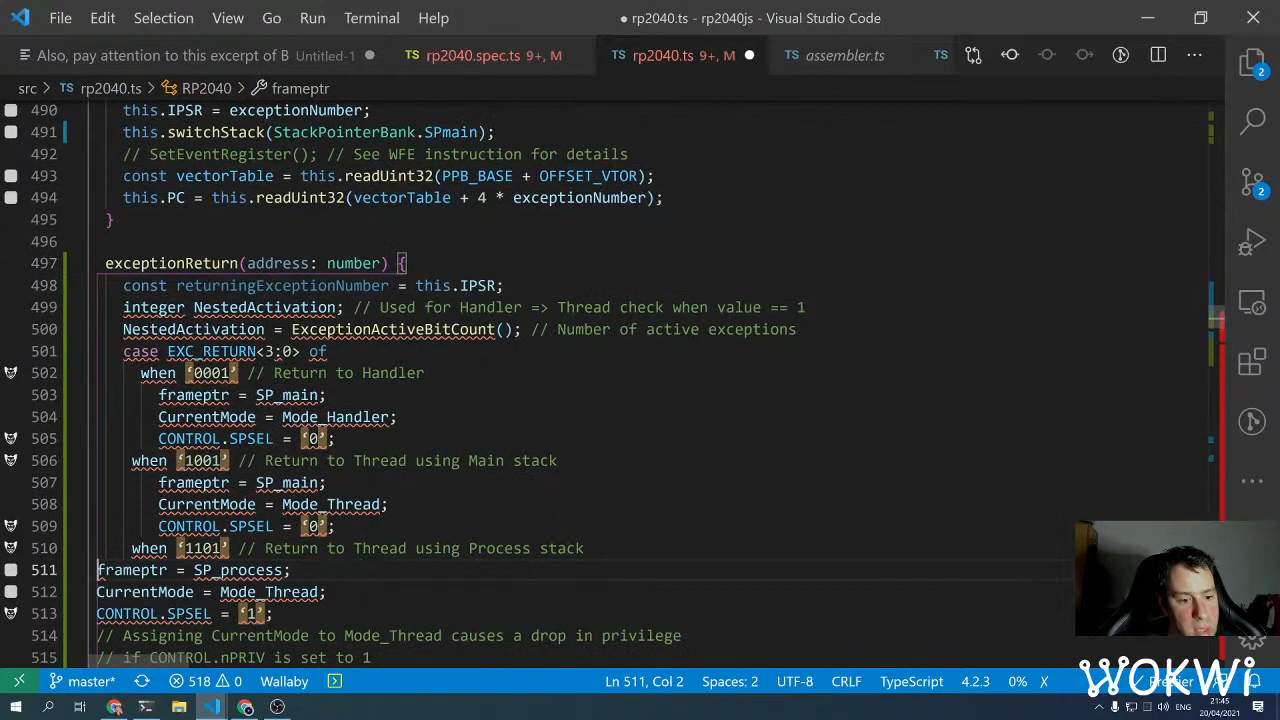 File Edit Selection View Go Run Terminal Help
● rp2040.ts - rp2040js - Visual Studio Code
Also, pay attention to this excerpt of B Untitled-1 ●
TS rp2040.spec.ts 9+, M
TS rp2040.ts 9+, M ●
TS assembler.ts
TS
src > TS rp2040.ts > RP2040 > frameptr
490 this.IPSR = exceptionNumber;
491 this.switchStack(StackPointerBank.SPmain);
492 // SetEventRegister(); // See WFE instruction for details
493 const vectorTable = this.readUint32(PPB_BASE + OFFSET_VTOR);
494 this.PC = this.readUint32(vectorTable + 4 * exceptionNumber);
495 }
496
497 exceptionReturn(address: number) {
498 const returningExceptionNumber = this.IPSR;
499 integer NestedActivation; // Used for Handler => Thread check when value == 1
500 NestedActivation = ExceptionActiveBitCount(); // Number of active exceptions
501 case EXC_RETURN<3:0> of
502 when ‘0001’ // Return to Handler
503 frameptr = SP_main;
504 CurrentMode = Mode_Handler;
505 CONTROL.SPSEL = ‘0’;
506 when ‘1001’ // Return to Thread using Main stack
507 frameptr = SP_main;
508 CurrentMode = Mode_Thread;
509 CONTROL.SPSEL = ‘0’;
510 when ‘1101’ // Return to Thread using Process stack
511 frameptr = SP_process;
512 CurrentMode = Mode_Thread;
513 CONTROL.SPSEL = ‘1’;
514 // Assigning CurrentMode to Mode_Thread causes a drop in privilege
515 // if CONTROL.nPRIV is set to 1
2
2
master* 518 0 Wallaby Ln 511, Col 2 Spaces: 2 UTF-8 CRLF TypeScript 4.2.3 0% X Prettier
WOKWi
ENG 21:45
20/04/2021